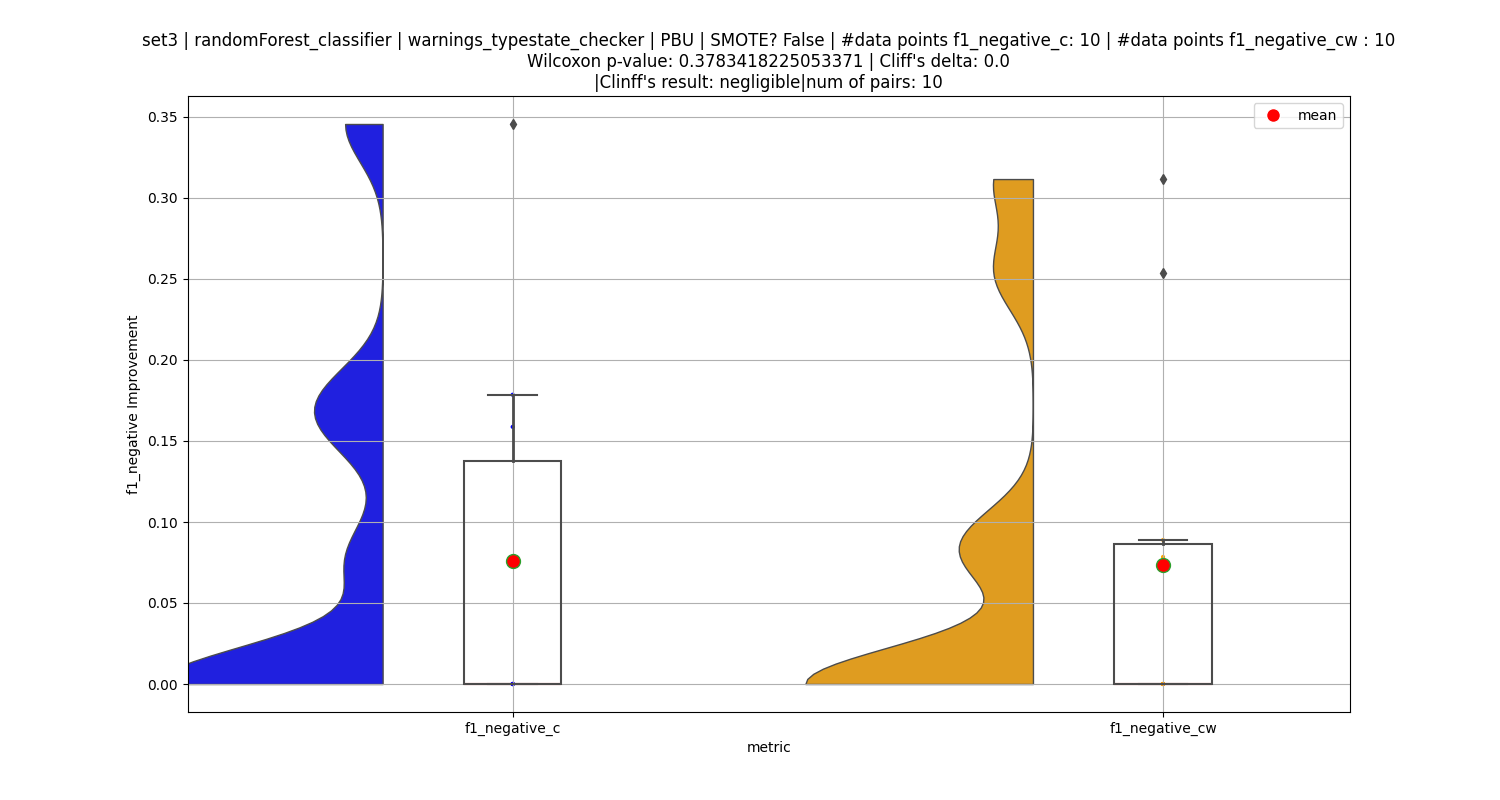 set3 | randomForest_classifier | warnings_typestate_checker | PBU | SMOTE? False | #data points f1_negative_c: 10 | #data points f1_negative_cw : 10
Wilcoxon p-value: 0.3783418225053371 | Cliff's delta: 0.0
|Clinff's result: negligible|num of pairs: 10
mean
0.35
0.30
0.25
0.20
0.15
0.10
0.05
0.00
f1_negative Improvement
f1_negative_c
f1_negative_cw
metric